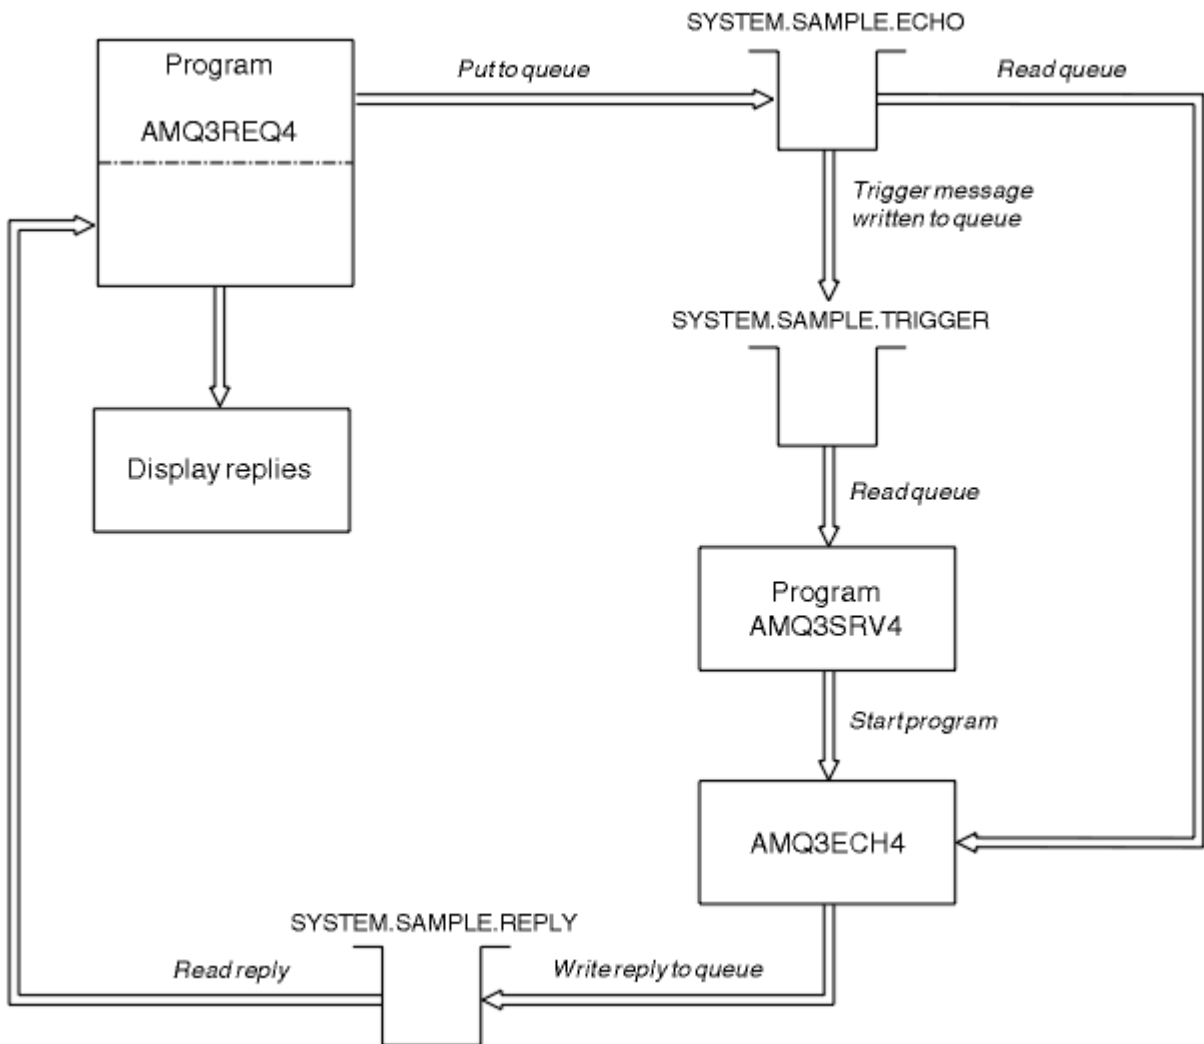 SYSTEM.SAMPLE.ECHO
Program
AMQ3REQ4
Put to queue
Read queue
Trigger message
written to queue
SYSTEM.SAMPLE.TRIGGER
Display replies
Read queue
Program
AMQ3SRV4
Start program
AMQ3ECH4
SYSTEM.SAMPLE.REPLY
Read reply
Write reply to queue